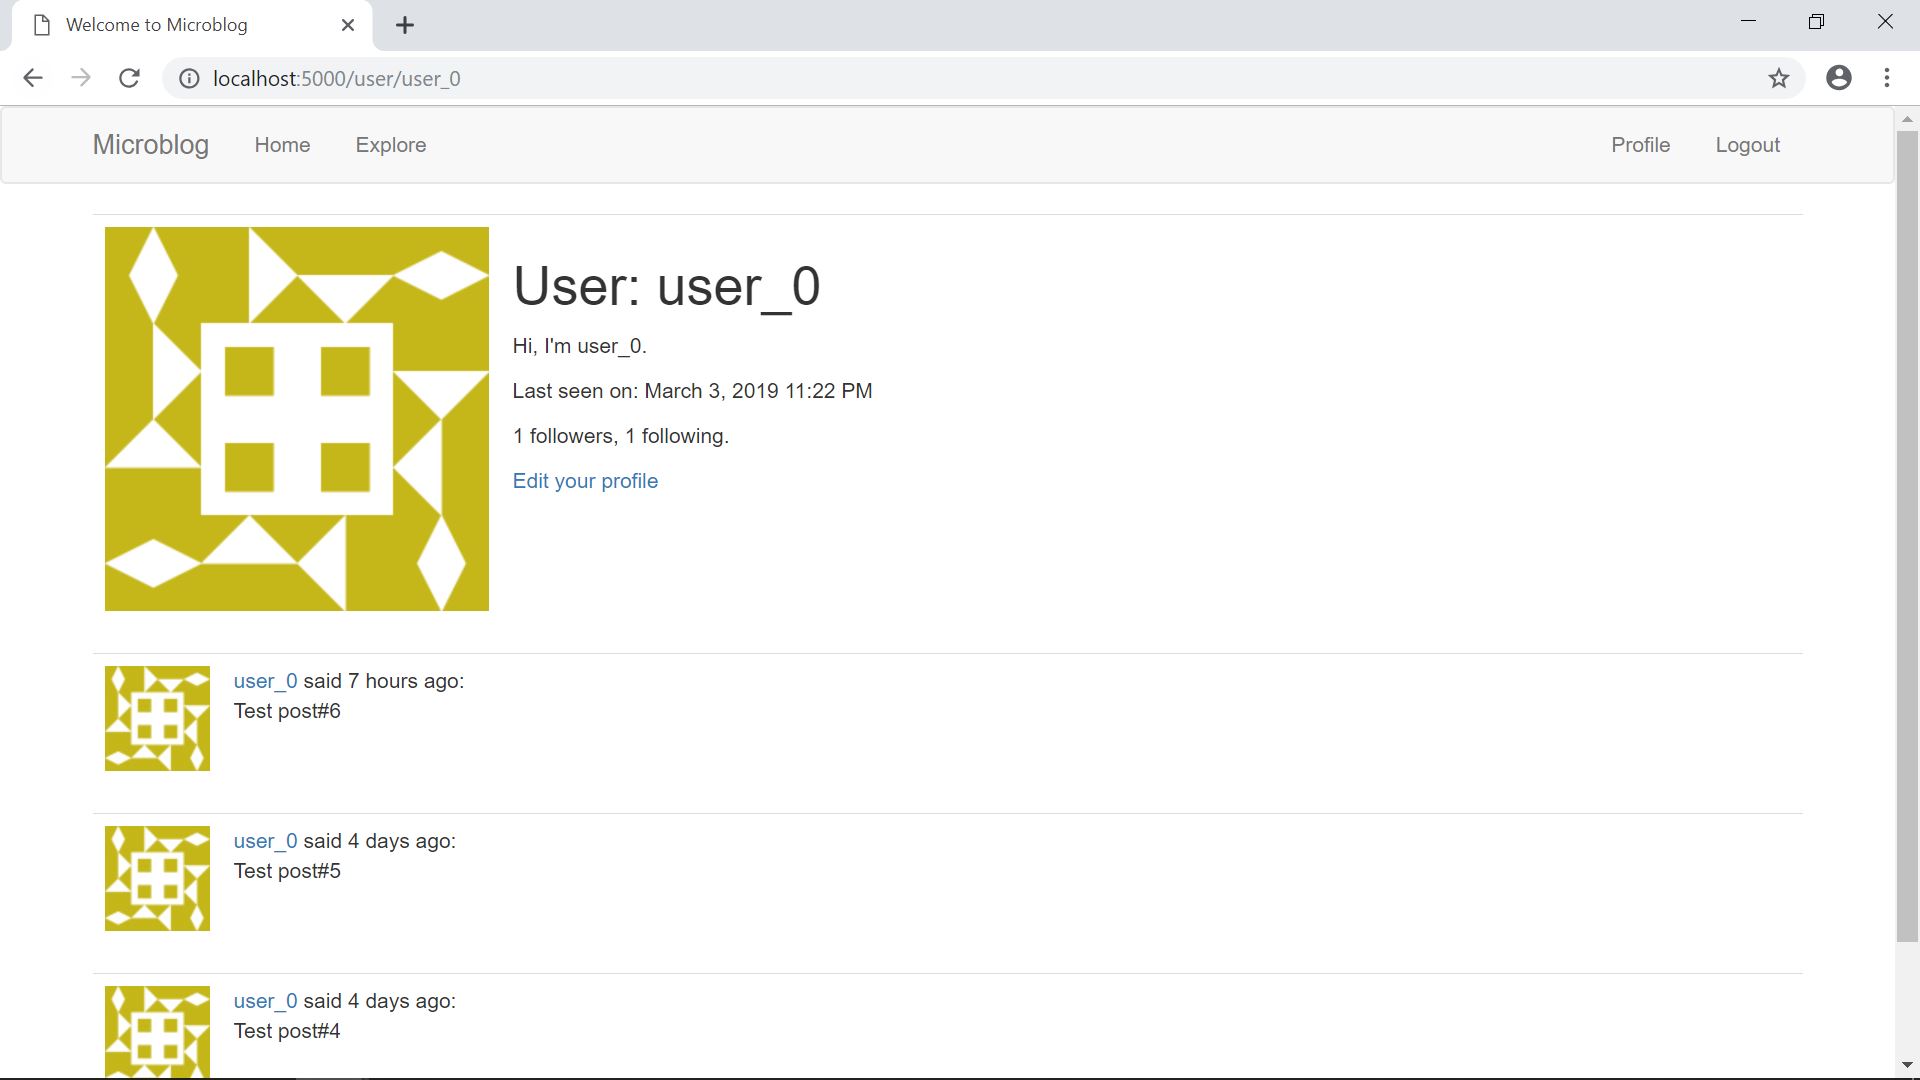 Welcome to Microblog
localhost:5000/user/user_0
Microblog Home Explore Profile Logout
User: user_0
Hi, I'm user_0.
Last seen on: March 3, 2019 11:22 PM
1 followers, 1 following.
Edit your profile
user_0 said 7 hours ago:
Test post#6
user_0 said 4 days ago:
Test post#5
user_0 said 4 days ago:
Test post#4